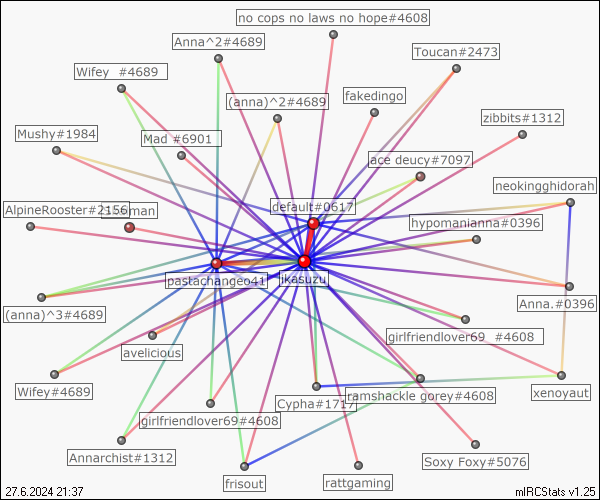 no cops no laws no hope#4608
Anna^2#4689
Toucan#2473
Wifey  #4689
(anna)^2#4689
fakedingo
zibbits#1312
Mushy#1984
Mad #6901
ace deucy#7097
neokingghidorah
default#0617
AlpineRooster#2156
hypomanianna#0396
pastachangeo41
jkasuzu
Anna.#0396
(anna)^3#4689
girlfriendlover69  #4608
avelicious
Wifey#4689
xenoyaut
Cypha#1717
ramshackle gorey#4608
girlfriendlover69#4608
Annarchist#1312
Soxy Foxy#5076
frisout
rattgaming
27.6.2024 21:37
mIRCStats v1.25